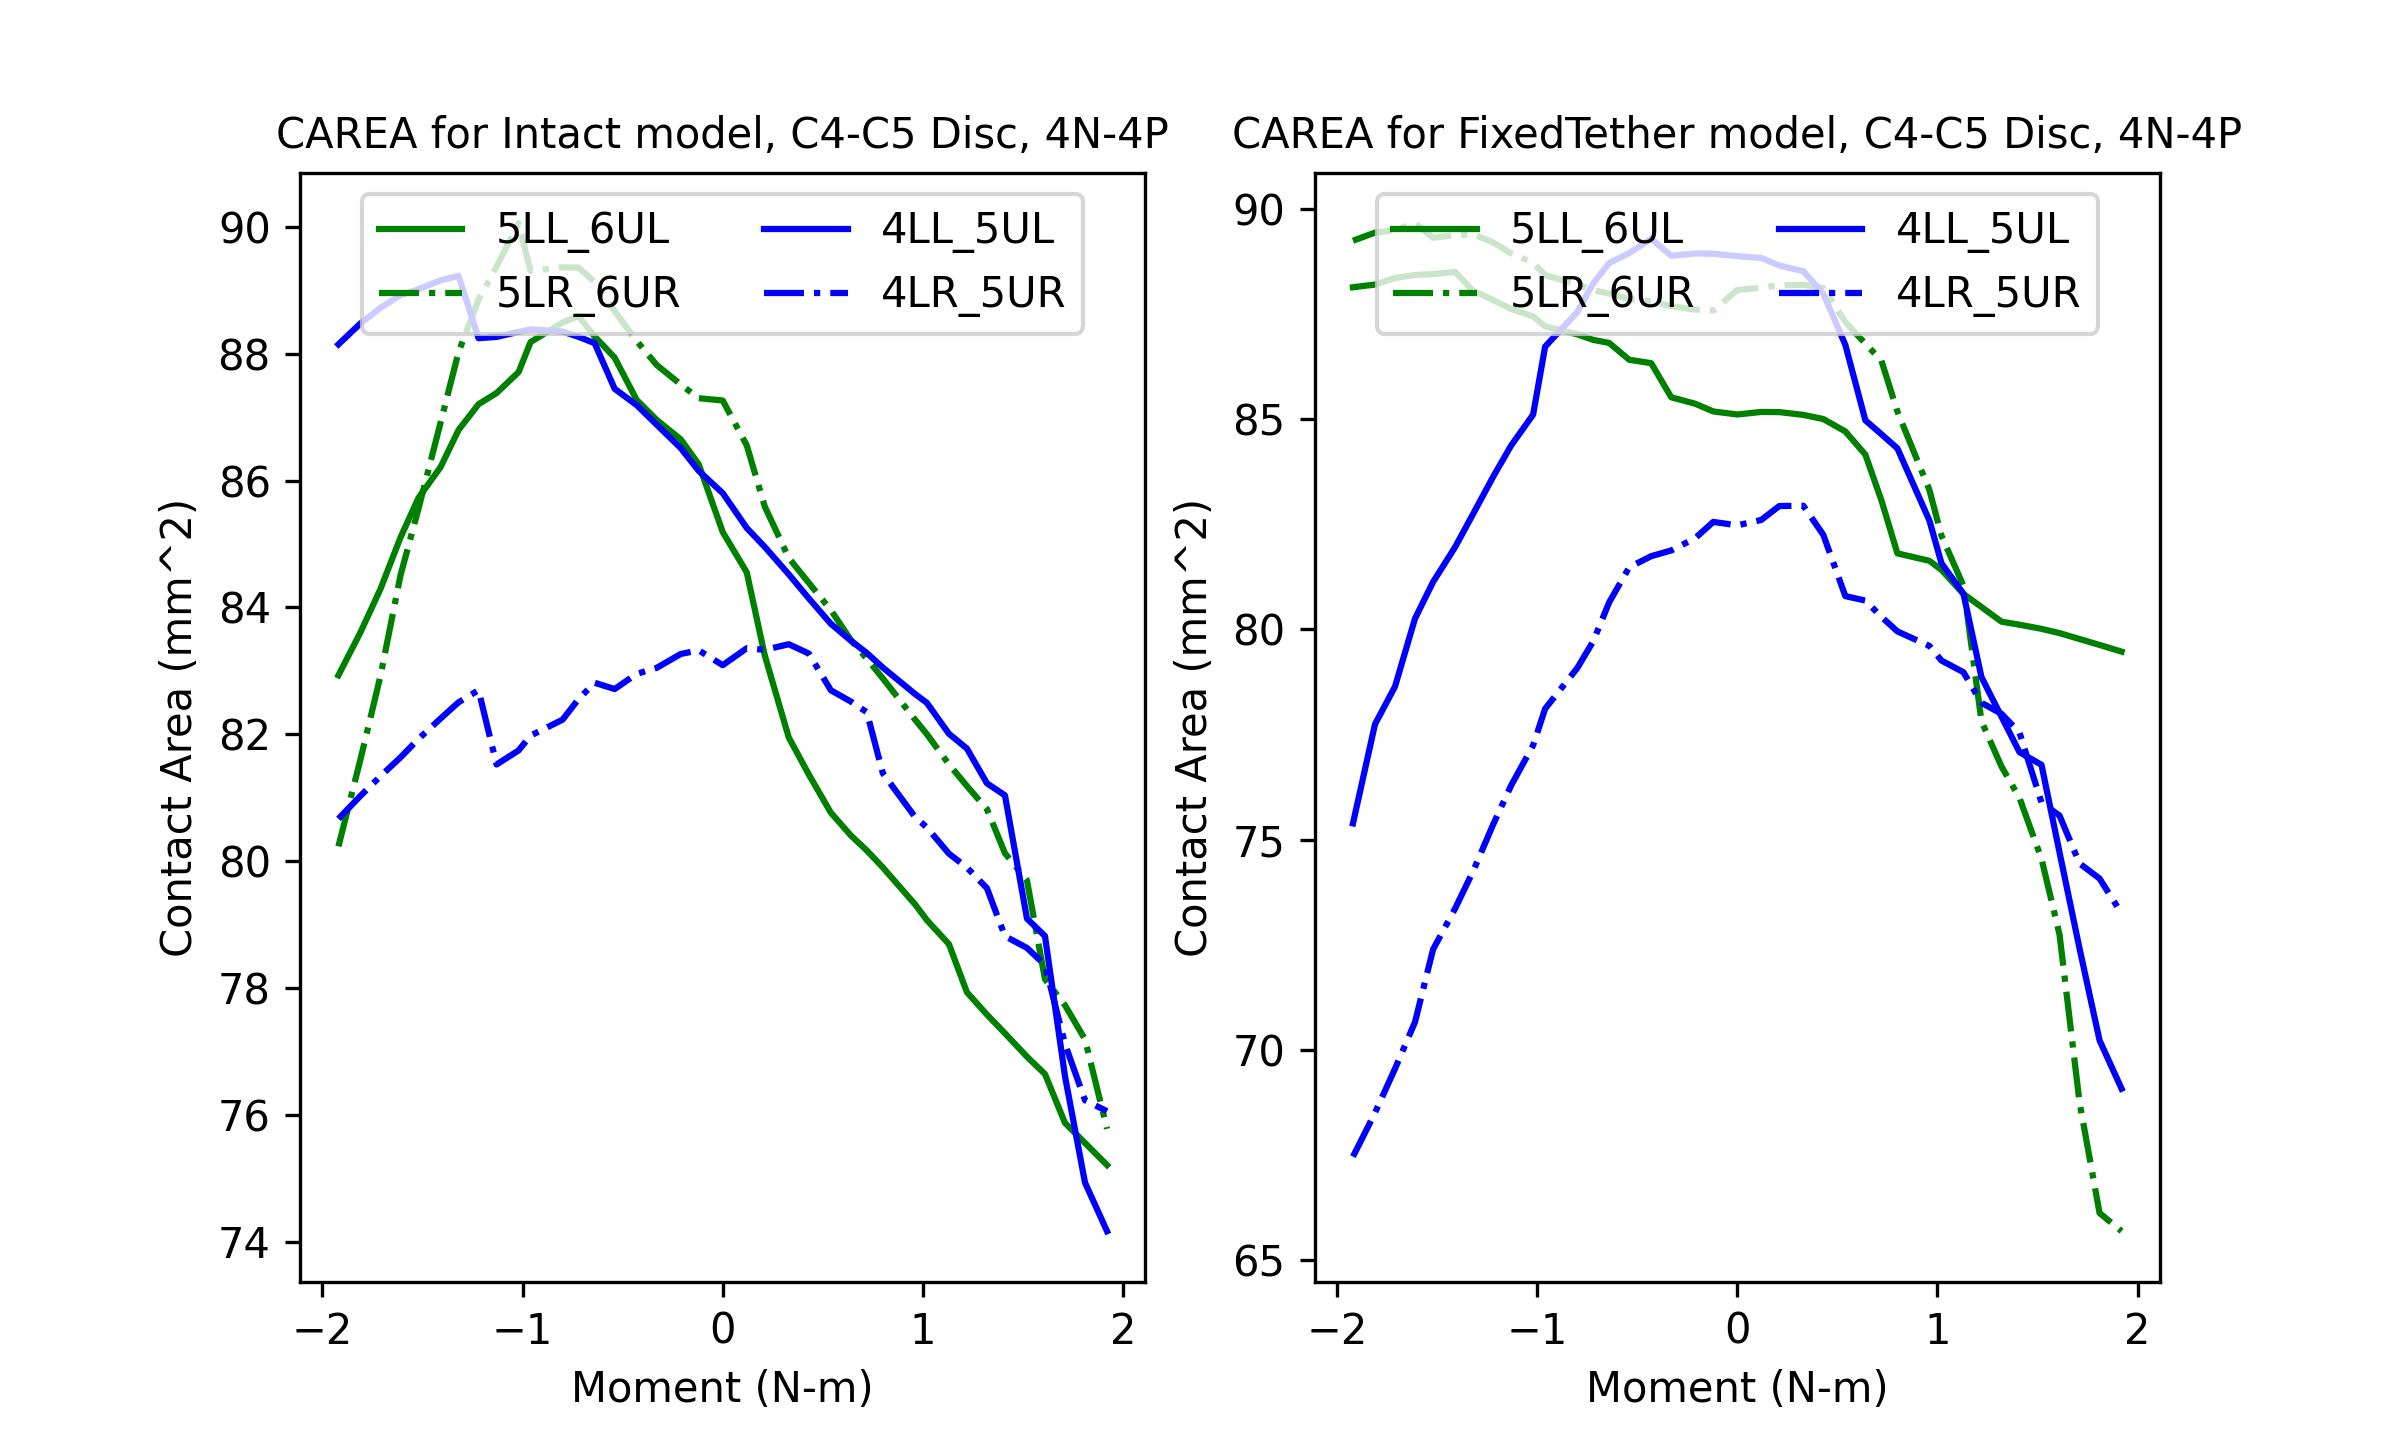 CAREA for Intact model, C4-C5 Disc, 4N-4P
5LL_6UL
4LL_5UL
5LR_6UR
4LR_5UR
90
88
86
84
82
80
78
76
74
Contact Area (mm^2)
−2
−1
0
1
2
Moment (N-m)
CAREA for FixedTether model, C4-C5 Disc, 4N-4P
5LL_6UL
4LL_5UL
5LR_6UR
4LR_5UR
90
85
80
75
70
65
Contact Area (mm^2)
−2
−1
0
1
2
Moment (N-m)